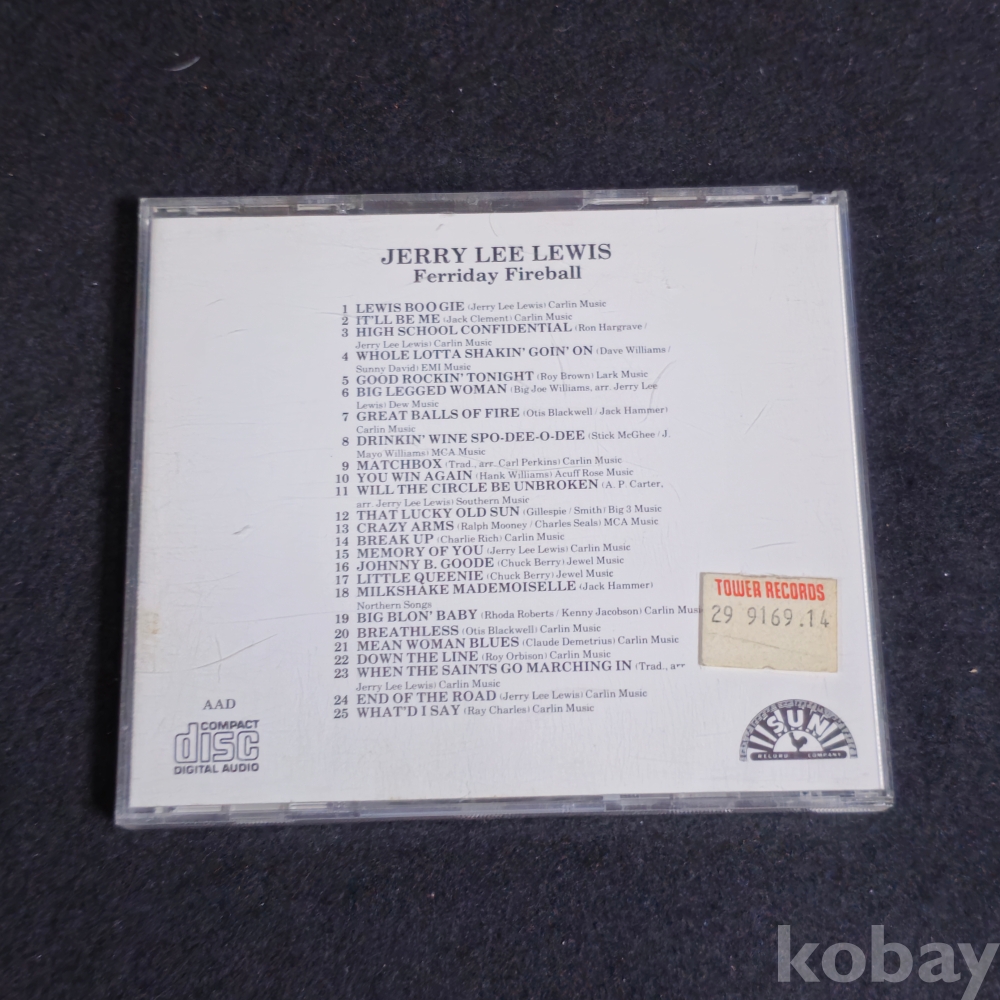 JERRY LEE LEWIS
Ferriday Fireball
1 LEWIS BOOGIE (Jerry Lee Lewis) Carlin Music
2 IT'LL BE ME (Jack Clement) Carlin Music
3 HIGH SCHOOL CONFIDENTIAL (Ron Hargrave /
Jerry Lee Lewis) Carlin Music
4 WHOLE LOTTA SHAKIN' GOIN' ON (Dave Williams /
Sunny David) EMI Music
5 GOOD ROCKIN' TONIGHT (Roy Brown) Lark Music
6 BIG LEGGED WOMAN (Big Joe Williams, arr. Jerry Lee
Lewis) Dew Music
7 GREAT BALLS OF FIRE (Otis Blackwell / Jack Hammer)
Carlin Music
8 DRINKIN' WINE SPO-DEE-O-DEE (Stick McGhee / J.
Mayo Williams) MCA Music
9 MATCHBOX (Trad., arr. Carl Perkins) Carlin Music
10 YOU WIN AGAIN (Hank Williams) Acuff Rose Music
11 WILL THE CIRCLE BE UNBROKEN (A. P. Carter,
arr. Jerry Lee Lewis) Southern Music
12 THAT LUCKY OLD SUN (Gillespie / Smith) Big 3 Music
13 CRAZY ARMS (Ralph Mooney / Charles Seals) MCA Music
14 BREAK UP (Charlie Rich) Carlin Music
15 MEMORY OF YOU (Jerry Lee Lewis) Carlin Music
16 JOHNNY B. GOODE (Chuck Berry) Jewel Music
17 LITTLE QUEENIE (Chuck Berry) Jewel Music
18 MILKSHAKE MADEMOISELLE (Jack Hammer)
Northern Songs
19 BIG BLON' BABY (Rhoda Roberts / Kenny Jacobson) Carlin Music
20 BREATHLESS (Otis Blackwell) Carlin Music
21 MEAN WOMAN BLUES (Claude Demetrius) Carlin Music
22 DOWN THE LINE (Roy Orbison) Carlin Music
23 WHEN THE SAINTS GO MARCHING IN (Trad., arr
Jerry Lee Lewis) Carlin Music
24 END OF THE ROAD (Jerry Lee Lewis) Carlin Music
25 WHAT'D I SAY (Ray Charles) Carlin Music
TOWER RECORDS
29 9169.14
AAD
COMPACT
disc
DIGITAL AUDIO
SUN
RECORD COMPANY
kobay